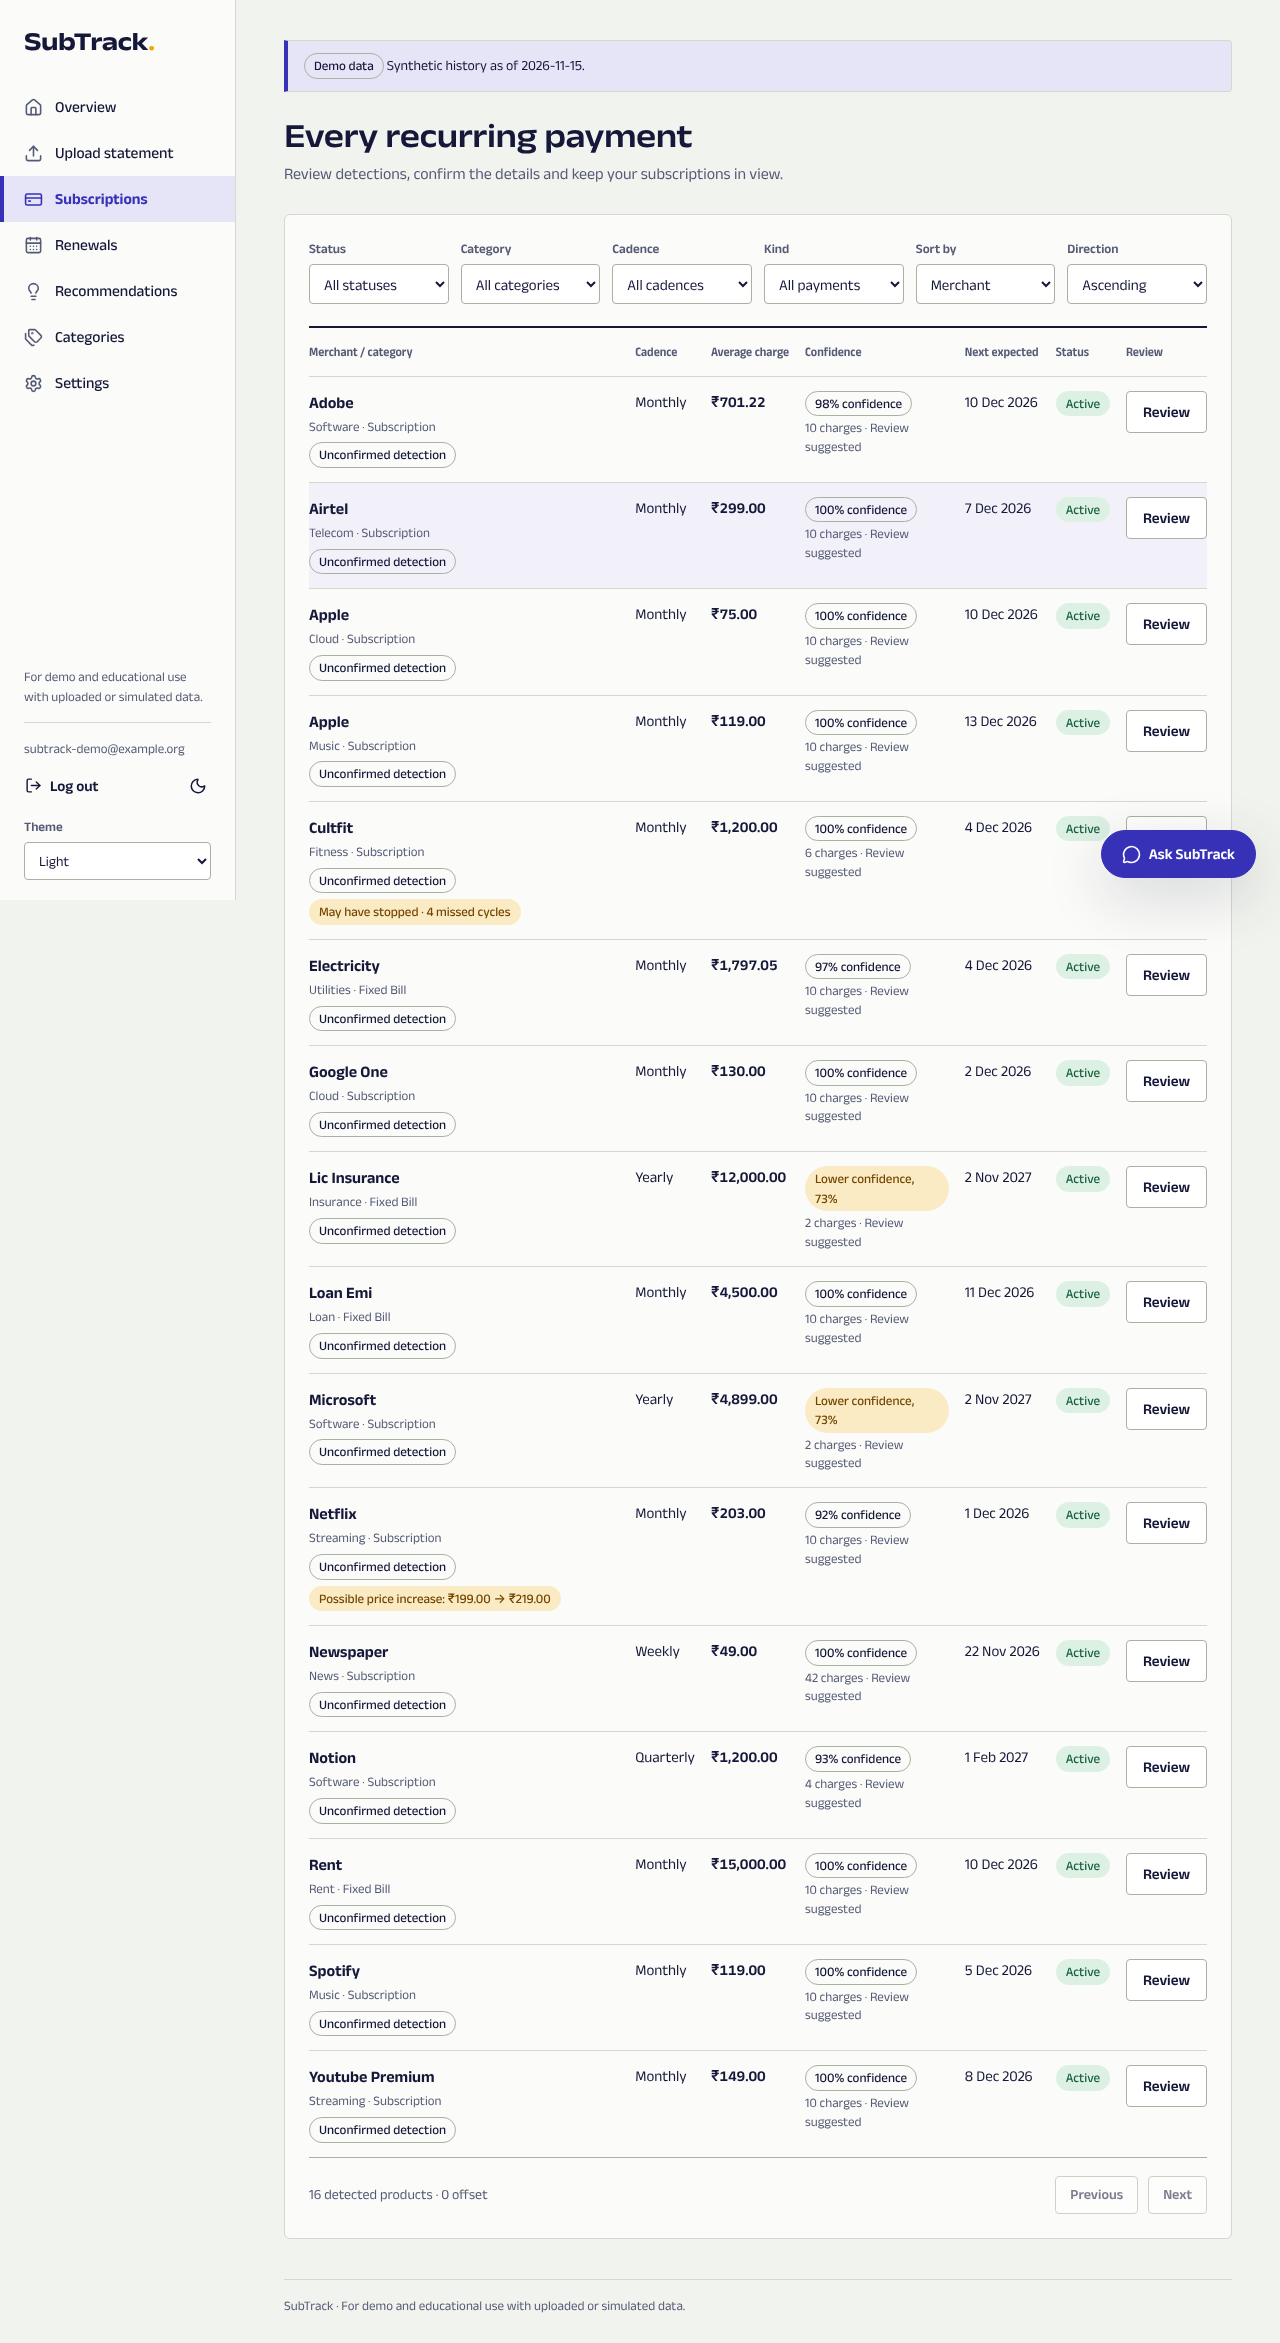 SubTrack.
Overview
Upload statement
Subscriptions
Renewals
Recommendations
Categories
Settings
For demo and educational use
with uploaded or simulated data.
subtrack-demo@example.org
Log out
Theme
Light
Demo data Synthetic history as of 2026-11-15.
Every recurring payment
Review detections, confirm the details and keep your subscriptions in view.
Status Category Cadence Kind Sort by Direction
All statuses All categories All cadences All payments Merchant Ascending
Merchant / category Cadence Average charge Confidence Next expected Status Review
Adobe Monthly ₹701.22 98% confidence 10 Dec 2026 Active Review
Software · Subscription 10 charges · Review
suggested
Unconfirmed detection
Airtel Monthly ₹299.00 100% confidence 7 Dec 2026 Active Review
Telecom · Subscription 10 charges · Review
suggested
Unconfirmed detection
Apple Monthly ₹75.00 100% confidence 10 Dec 2026 Active Review
Cloud · Subscription 10 charges · Review
suggested
Unconfirmed detection
Apple Monthly ₹119.00 100% confidence 13 Dec 2026 Active Review
Music · Subscription 10 charges · Review
suggested
Unconfirmed detection
Cultfit Monthly ₹1,200.00 100% confidence 4 Dec 2026 Active
Fitness · Subscription 6 charges · Review
suggested
Unconfirmed detection
May have stopped · 4 missed cycles
Ask SubTrack
Electricity Monthly ₹1,797.05 97% confidence 4 Dec 2026 Active Review
Utilities · Fixed Bill 10 charges · Review
suggested
Unconfirmed detection
Google One Monthly ₹130.00 100% confidence 2 Dec 2026 Active Review
Cloud · Subscription 10 charges · Review
suggested
Unconfirmed detection
Lic Insurance Yearly ₹12,000.00 Lower confidence, 2 Nov 2027 Active Review
73%
Insurance · Fixed Bill 2 charges · Review
suggested
Unconfirmed detection
Loan Emi Monthly ₹4,500.00 100% confidence 11 Dec 2026 Active Review
Loan · Fixed Bill 10 charges · Review
suggested
Unconfirmed detection
Microsoft Yearly ₹4,899.00 Lower confidence, 2 Nov 2027 Active Review
73%
Software · Subscription 2 charges · Review
suggested
Unconfirmed detection
Netflix Monthly ₹203.00 92% confidence 1 Dec 2026 Active Review
Streaming · Subscription 10 charges · Review
suggested
Unconfirmed detection
Possible price increase: ₹199.00 → ₹219.00
Newspaper Weekly ₹49.00 100% confidence 22 Nov 2026 Active Review
News · Subscription 42 charges · Review
suggested
Unconfirmed detection
Notion Quarterly ₹1,200.00 93% confidence 1 Feb 2027 Active Review
Software · Subscription 4 charges · Review
suggested
Unconfirmed detection
Rent Monthly ₹15,000.00 100% confidence 10 Dec 2026 Active Review
Rent · Fixed Bill 10 charges · Review
suggested
Unconfirmed detection
Spotify Monthly ₹119.00 100% confidence 5 Dec 2026 Active Review
Music · Subscription 10 charges · Review
suggested
Unconfirmed detection
Youtube Premium Monthly ₹149.00 100% confidence 8 Dec 2026 Active Review
Streaming · Subscription 10 charges · Review
suggested
Unconfirmed detection
16 detected products · 0 offset Previous Next
SubTrack · For demo and educational use with uploaded or simulated data.